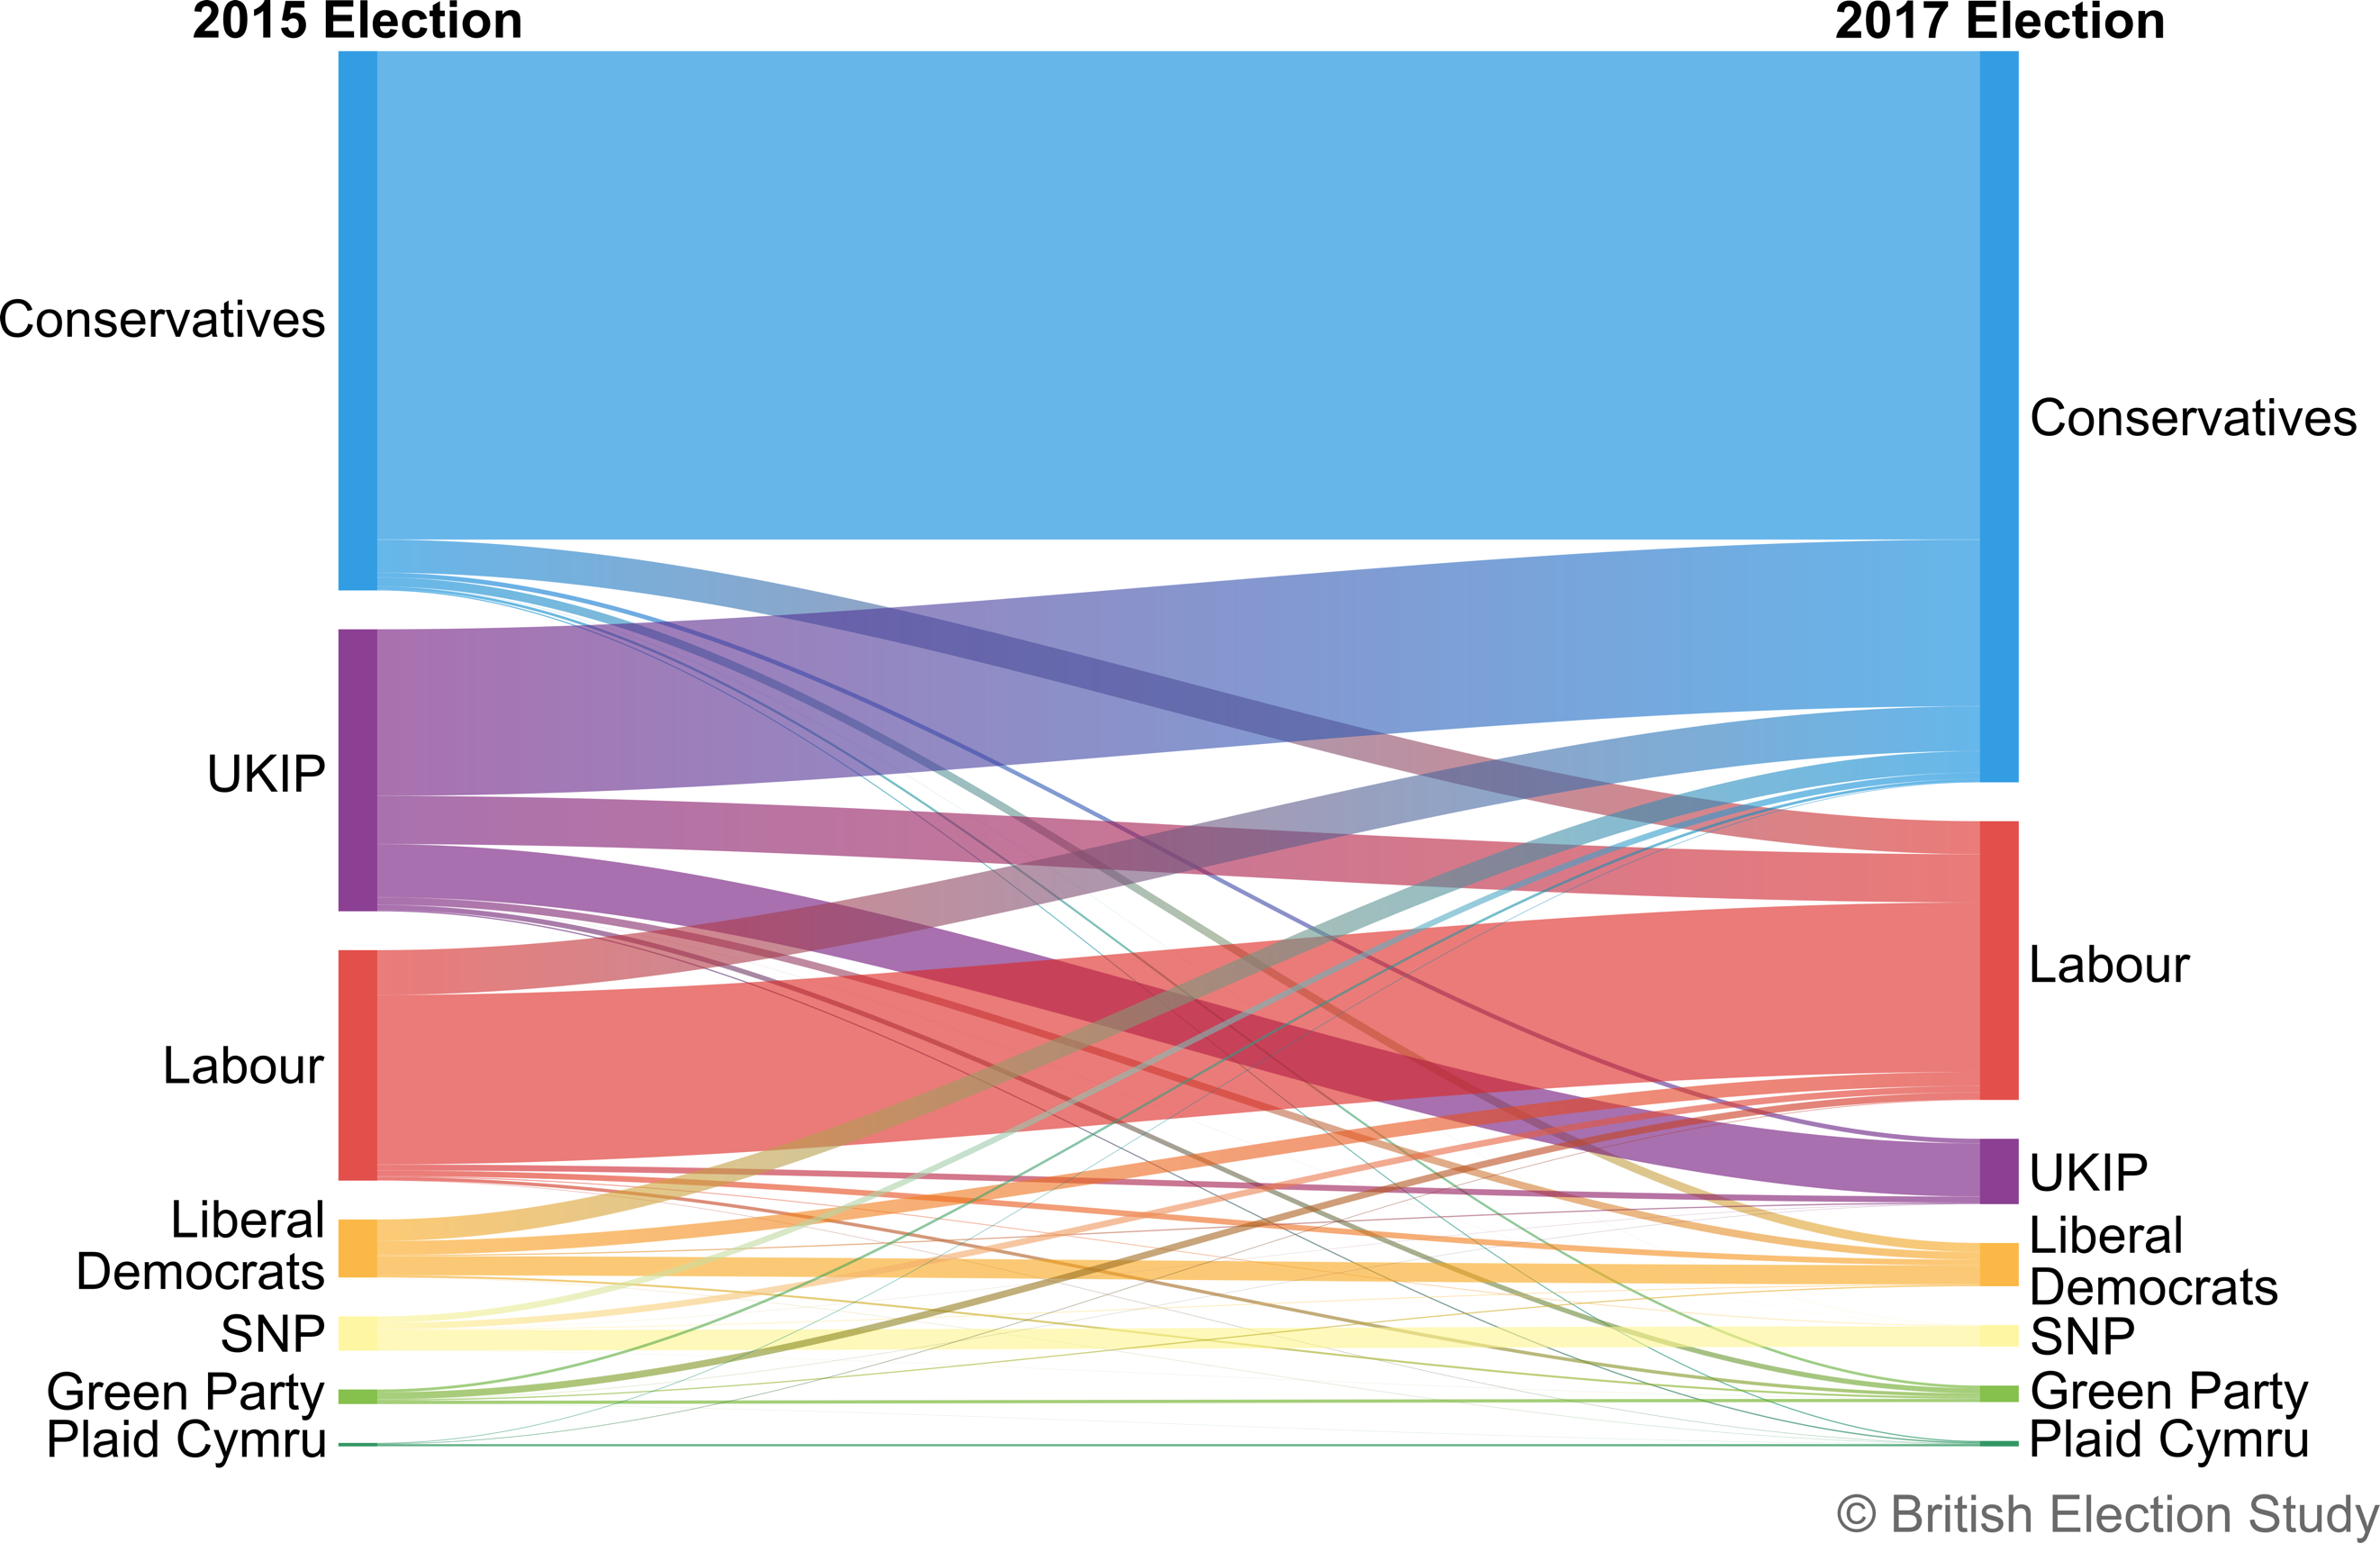 2015 Election
2017 Election
Conservatives
UKIP
Labour
Liberal
Democrats
SNP
Green Party
Plaid Cymru
Conservatives
Labour
UKIP
Liberal
Democrats
SNP
Green Party
Plaid Cymru
© British Election Study